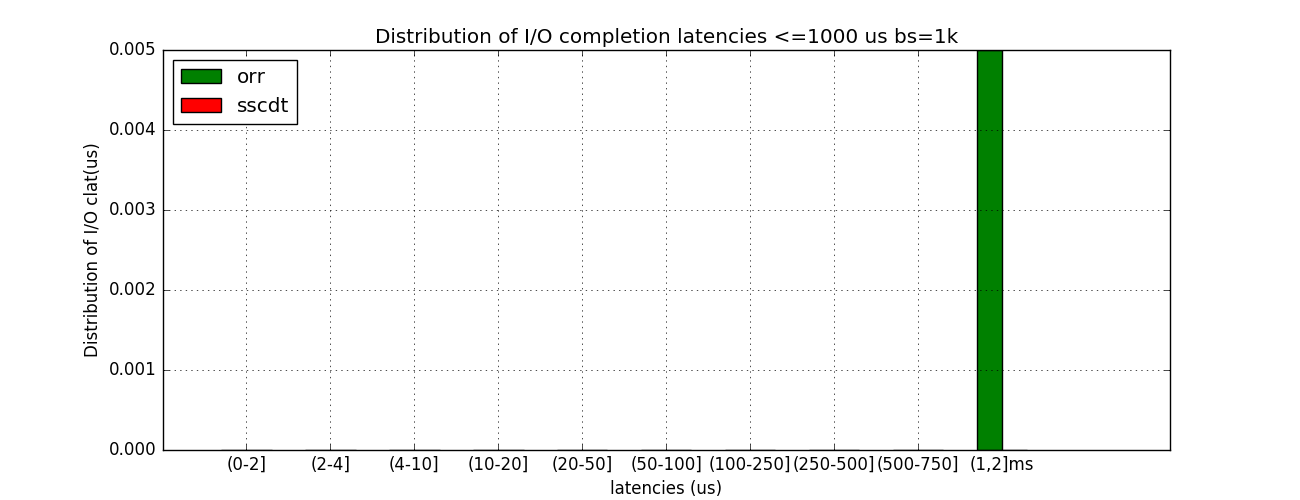 Distribution of I/O completion latencies <=1000 us bs=1k
0.005
orr
sscdt
0.004
0.003
0.002
0.001
0.000
Distribution of I/O clat(us)
(0-2] (2-4] (4-10] (10-20] (20-50] (50-100] (100-250] (250-500] (500-750] (1,2]ms
latencies (us)